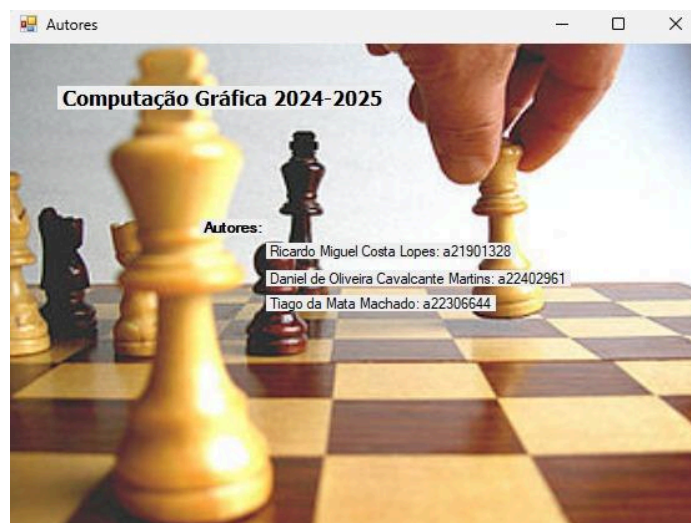 Autores
Computação Gráfica 2024-2025
Autores:
Ricardo Miguel Costa Lopes: a21901328
Daniel de Oliveira Cavalcante Martins: a22402961
Tiago da Mata Machado: a22306644